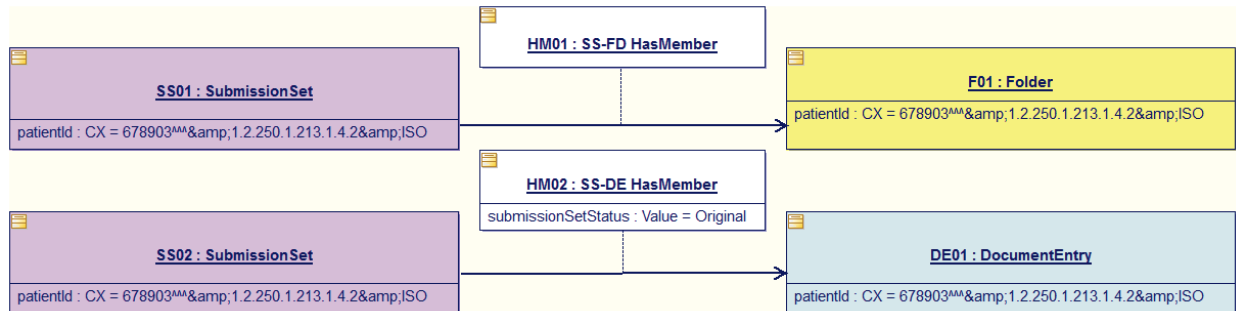 HM01 : SS-FD HasMember
SS01 : SubmissionSet
F01 : Folder
patientId : CX = 678903^^^&amp;1.2.250.1.213.1.4.2&amp;ISO
patientId : CX = 678903^^^&amp;1.2.250.1.213.1.4.2&amp;ISO
HM02 : SS-DE HasMember
submissionSetStatus : Value = Original
SS02 : SubmissionSet
DE01 : DocumentEntry
patientId : CX = 678903^^^&amp;1.2.250.1.213.1.4.2&amp;ISO
patientId : CX = 678903^^^&amp;1.2.250.1.213.1.4.2&amp;ISO